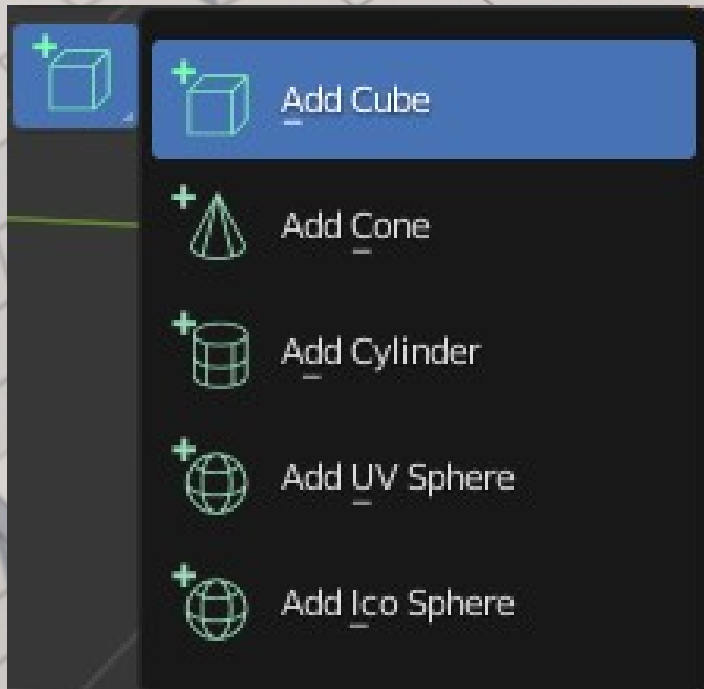 Add Cube
Add Cone
Add Cylinder
Add UV Sphere
Add Ico Sphere